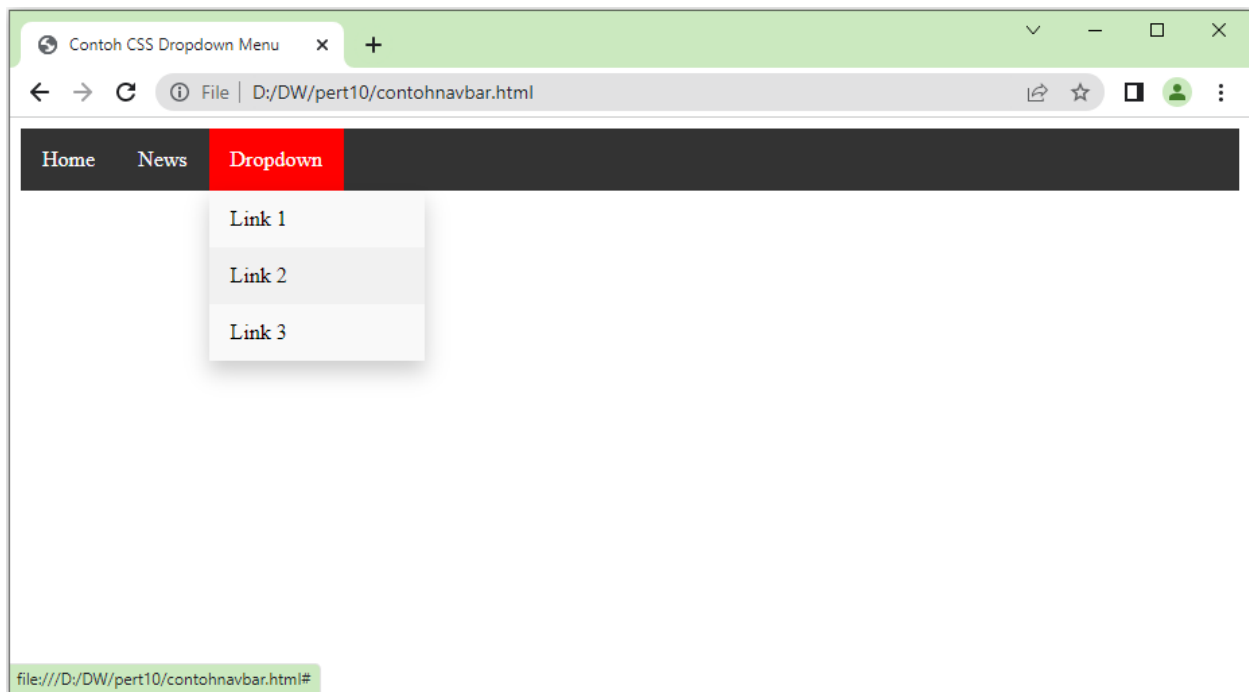 Contoh CSS Dropdown Menu
File | D:/DW/pert10/contohnavbar.html
Home News Dropdown
Link 1
Link 2
Link 3
file:///D:/DW/pert10/contohnavbar.html#